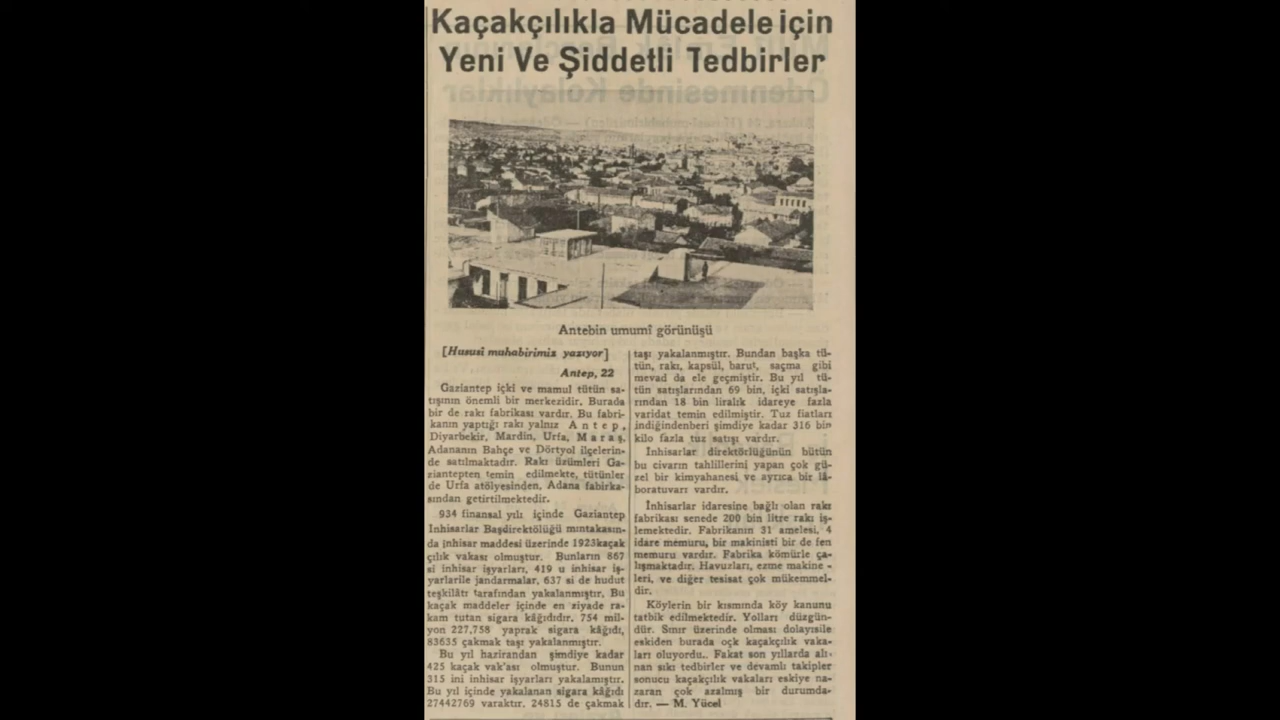 Kaçakçılıkla Mücadele için
Yeni Ve Şiddetli Tedbirler
Antebin umumî görünüşü
[Hususî muhabirimiz yazıyor]
Antep, 22
Gaziantep içki ve mamul tütün sa-
tışının önemli bir merkezidir. Burada
bir de rakı fabrikası vardır. Bu fabri-
kanın yaptığı rakı yalnız Antep,
Diyarbekir, Mardin, Urfa, Maraş,
Adananın Bahçe ve Dörtyol ilçelerin-
de satılmaktadır. Rakı üzümleri Ga-
ziantepten temin edilmekte, tütünler
de Urfa atölyesinden, Adana fabirka-
sından getirtilmektedir.
934 finansal yılı içinde Gaziantep
İnhisarlar Başdirektölüğü mıntakasın-
da inhisar maddesi üzerinde 1923kaçak
çılık vakası olmuştur. Bunların 867
si inhisar işyarları, 419 u inhisar iş-
yarlarile jandarmalar, 637 si de hudut
teşkilâtı tarafından yakalanmıştır. Bu
kaçak maddeler içinde en ziyade ra-
kam tutan sigara kâğıdıdır. 754 mil-
yon 227,758 yaprak sigara kâğıdı,
83635 çakmak taşı yakalanmıştır.
Bu yıl hazirandan şimdiye kadar
425 kaçak vak'ası olmuştur. Bunun
315 ini inhisar işyarları yakalamıştır.
Bu yıl içinde yakalanan sigara kâğıdı
27442769 varaktır. 24815 de çakmak
taşı yakalanmıştır. Bundan başka tü-
tün, rakı, kapsül, barut, saçma gibi
mevad da ele geçmiştir. Bu yıl tü-
tün satışlarından 69 bin, içki satışla-
rından 18 bin liralık idareye fazla
varidat temin edilmiştir. Tuz fiatları
indiğindenberi şimdiye kadar 316 bin
kilo fazla tuz satışı vardır.
İnhisarlar direktörlüğünün bütün
bu civarın tahlillerini yapan çok gü-
zel bir kimyahanesi ve ayrıca bir lâ-
boratuvarı vardır.
İnhisarlar idaresine bağlı olan rakı
fabrikası senede 200 bin litre rakı iş-
lemektedir. Fabrikanın 31 amelesi, 4
idare memuru, bir makinisti bir de fen
memuru vardır. Fabrika kömürle ça-
lışmaktadır. Havuzları, ezme makine -
leri, ve diğer tesisat çok mükemmel-
dir.
Köylerin bir kısmında köy kanunu
tatbik edilmektedir. Yolları düzgün-
dür. Sınır üzerinde olması dolayısile
eskiden burada oçk kaçakçılık vaka-
ları oluyordu.. Fakat son yıllarda alı-
nan sıkı tedbirler ve devamlı takipler
sonucu kaçakçılık vakaları eskiye na-
zaran çok azalmış bir durumda-
dır. — M. Yücel